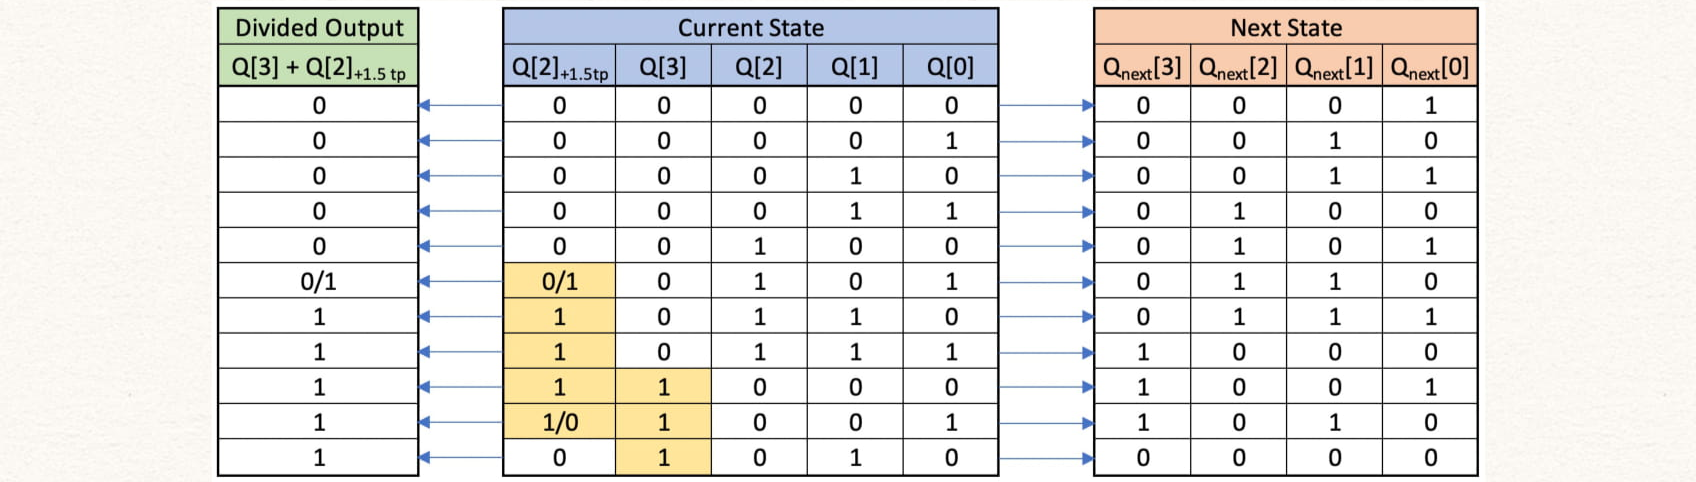 Divided Output Current State Next State
Q[3] + Q[2]+1.5 tp Q[2]+1.5tp Q[3] Q[2] Q[1] Q[0] Qnext[3] Qnext[2] Qnext[1] Qnext[0]
0 0 0 0 0 0 0 0 0 1
0 0 0 0 0 1 0 0 1 0
0 0 0 0 1 0 0 0 1 1
0 0 0 0 1 1 0 1 0 0
0 0 0 1 0 0 0 1 0 1
0/1 0/1 0 1 0 1 0 1 1 0
1 1 0 1 1 0 0 1 1 1
1 1 0 1 1 1 1 0 0 0
1 1 1 0 0 0 1 0 0 1
1 1/0 1 0 0 1 1 0 1 0
1 0 1 0 1 0 0 0 0 0